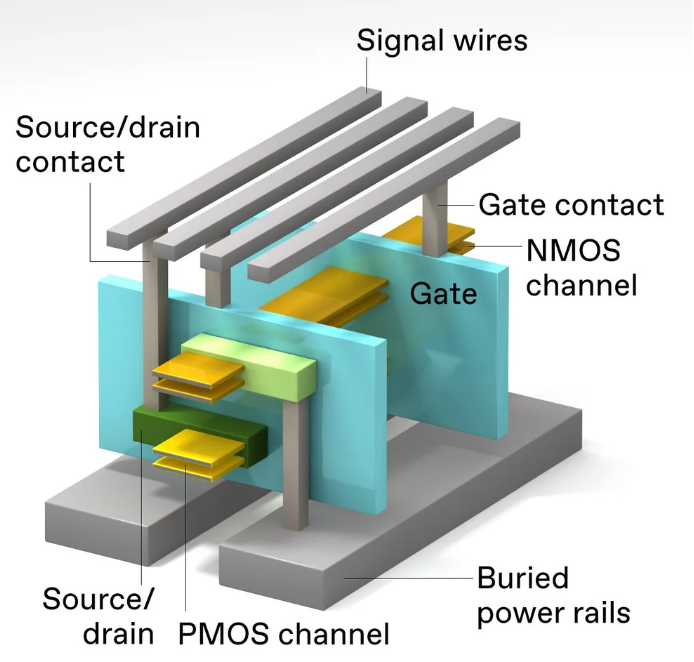 Signal wires
Source/drain
contact
Gate contact
NMOS
channel
Gate
Source/
drain
PMOS channel
Buried
power rails